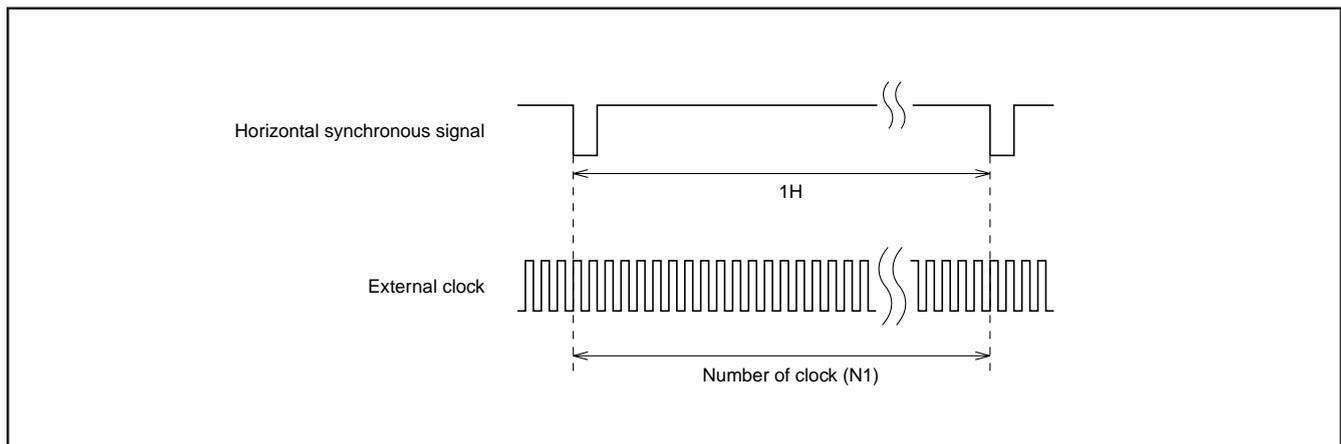 Horizontal synchronous signal
1H
External clock
Number of clock (N1)